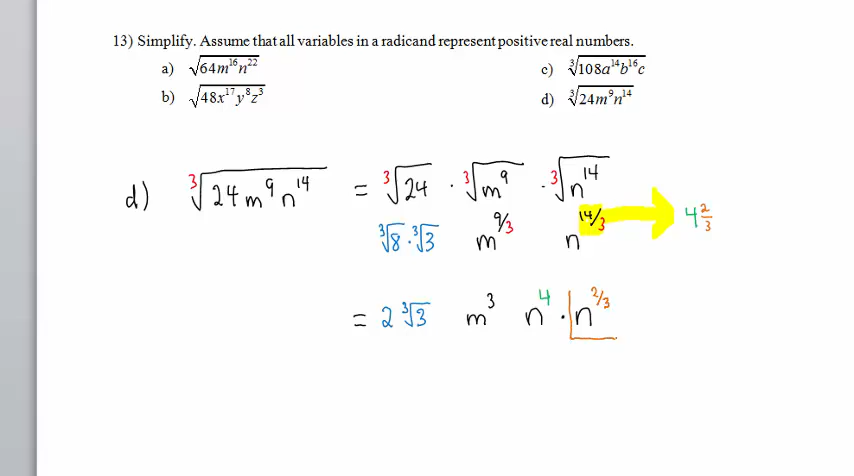 13) Simplify. Assume that all variables in a radicand represent positive real numbers.
a) √64m¹⁶n²² c) ∛108a¹⁴b¹⁶c
b) √48x¹⁷y⁸z³ d) ∛24m⁹n¹⁴
d) ∛24m⁹n¹⁴ = ∛24 · ∛m⁹ · ∛n¹⁴
∛8 · ∛3 m^9/3 n^14/3 4 2/3
= 2 ∛3 m³ n⁴ · n^2/3